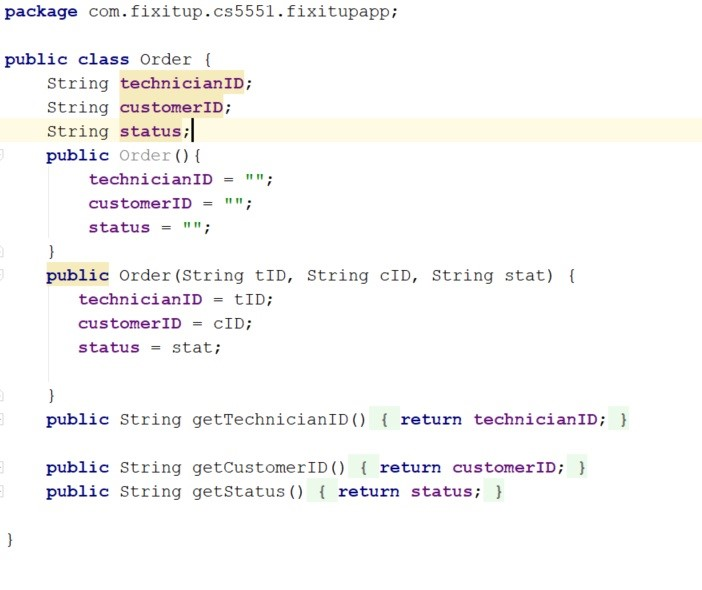 package com.fixitup.cs5551.fixitupapp;
public class Order {
String technicianID;
String customerID;
String status;
public Order(){
technicianID = "";
customerID = "";
status = "";
}
public Order(String tID, String cID, String stat) {
technicianID = tID;
customerID = cID;
status = stat;
}
public String getTechnicianID() { return technicianID; }
public String getCustomerID() { return customerID; }
public String getStatus() { return status; }
}